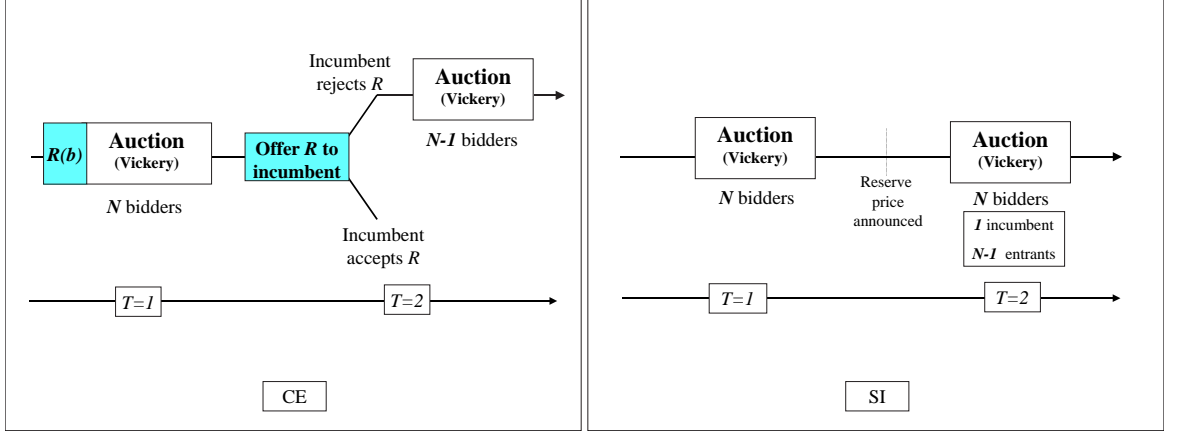 Incumbent
rejects R
Auction
(Vickery)
N-1 bidders
R(b)
Auction
(Vickery)
N bidders
Offer R to
incumbent
Incumbent
accepts R
T=1
T=2
CE
Auction
(Vickery)
N bidders
Reserve
price
announced
Auction
(Vickery)
N bidders
1 incumbent
N-1 entrants
T=1
T=2
SI